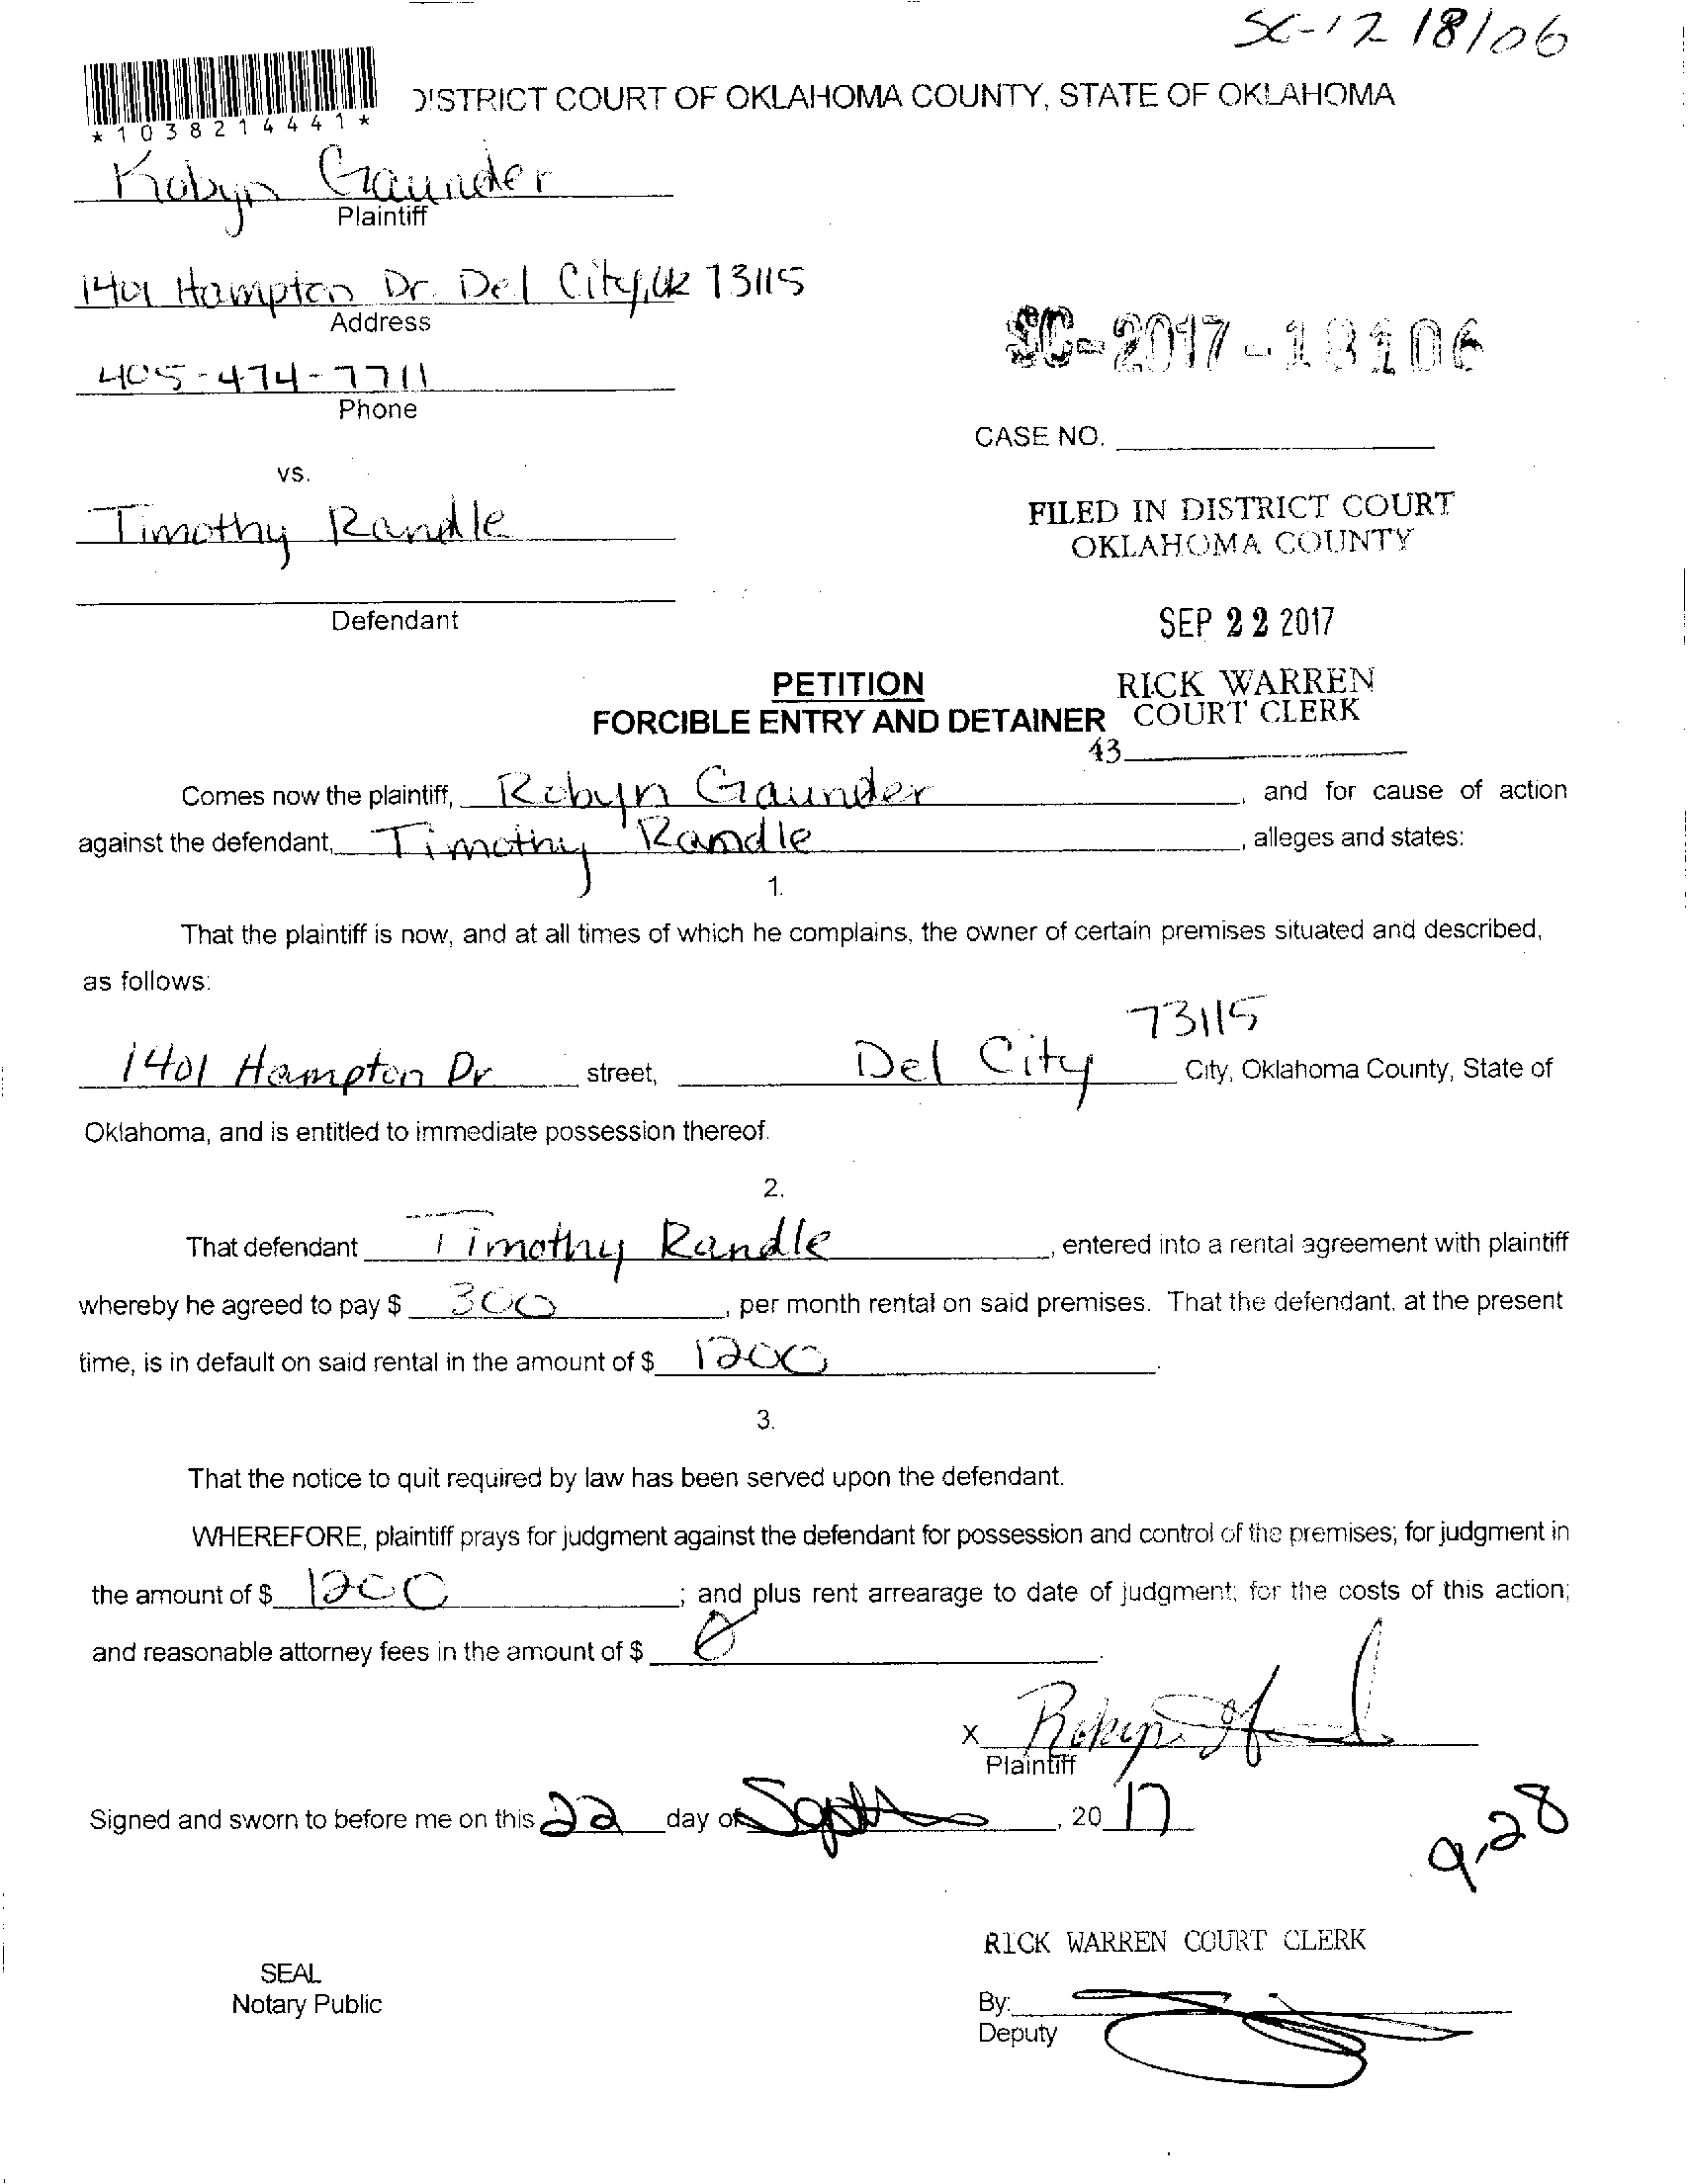 SC-17 18106
*1038214441*
DISTRICT COURT OF OKLAHOMA COUNTY, STATE OF OKLAHOMA
Robyn Gaunder
Plaintiff
1401 Hampton Dr. Del City, OK 73115
Address
405-474-7711
Phone
SC-2017-18106
CASE NO.
vs.
Timothy Randle
Defendant
FILED IN DISTRICT COURT
OKLAHOMA COUNTY
SEP 22 2017
RICK WARREN
COURT CLERK
43
PETITION
FORCIBLE ENTRY AND DETAINER
Comes now the plaintiff, Robyn Gaunder, and for cause of action
against the defendant, Timothy Randle, alleges and states:
1.
That the plaintiff is now, and at all times of which he complains, the owner of certain premises situated and described,
as follows:
73115
1401 Hampton Dr street, Del City City, Oklahoma County, State of
Oklahoma, and is entitled to immediate possession thereof.
2.
That defendant Timothy Randle, entered into a rental agreement with plaintiff
whereby he agreed to pay $ 300, per month rental on said premises. That the defendant, at the present
time, is in default on said rental in the amount of $ 1200.
3.
That the notice to quit required by law has been served upon the defendant.
WHEREFORE, plaintiff prays for judgment against the defendant for possession and control of the premises; for judgment in
the amount of $ 1200; and plus rent arrearage to date of judgment; for the costs of this action;
and reasonable attorney fees in the amount of $ 0.
X Robyn
Plaintiff
Signed and sworn to before me on this 22 day of Sept, 20 17
9.28
RICK WARREN COURT CLERK
SEAL
Notary Public
By:
Deputy